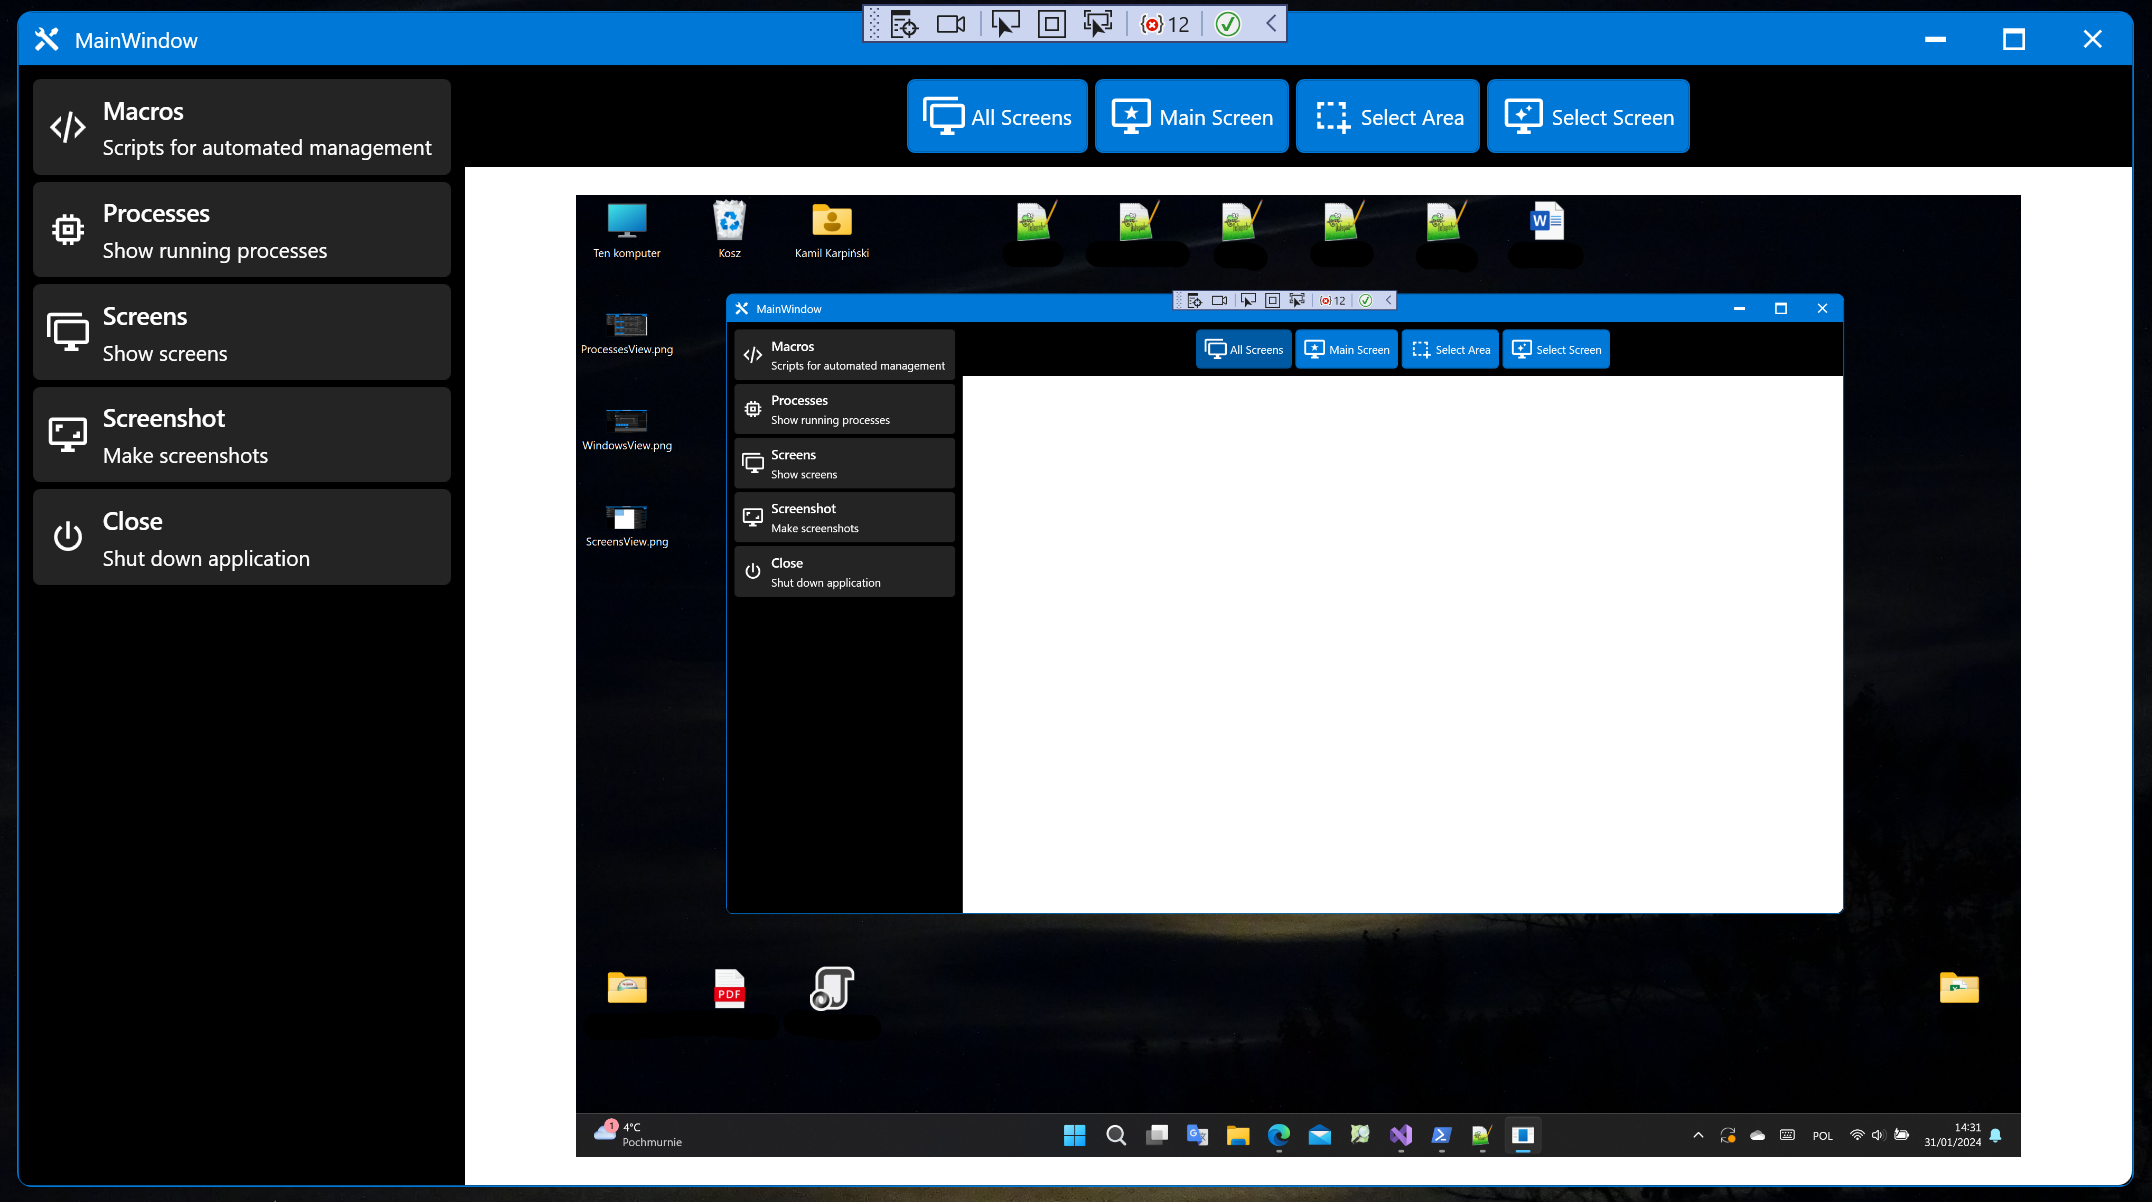 MainWindow
12
Macros
Scripts for automated management
Processes
Show running processes
Screens
Show screens
Screenshot
Make screenshots
Close
Shut down application
All Screens
Main Screen
Select Area
Select Screen
Ten komputer
Kosz
Kamil Karpiński
W
ProcessesView.png
WindowsView.png
ScreensView.png
MainWindow
12
Macros
Scripts for automated management
Processes
Show running processes
Screens
Show screens
Screenshot
Make screenshots
Close
Shut down application
All Screens
Main Screen
Select Area
Select Screen
PDF
1
4°C
Pochmurnie
POL
14:31
31/01/2024